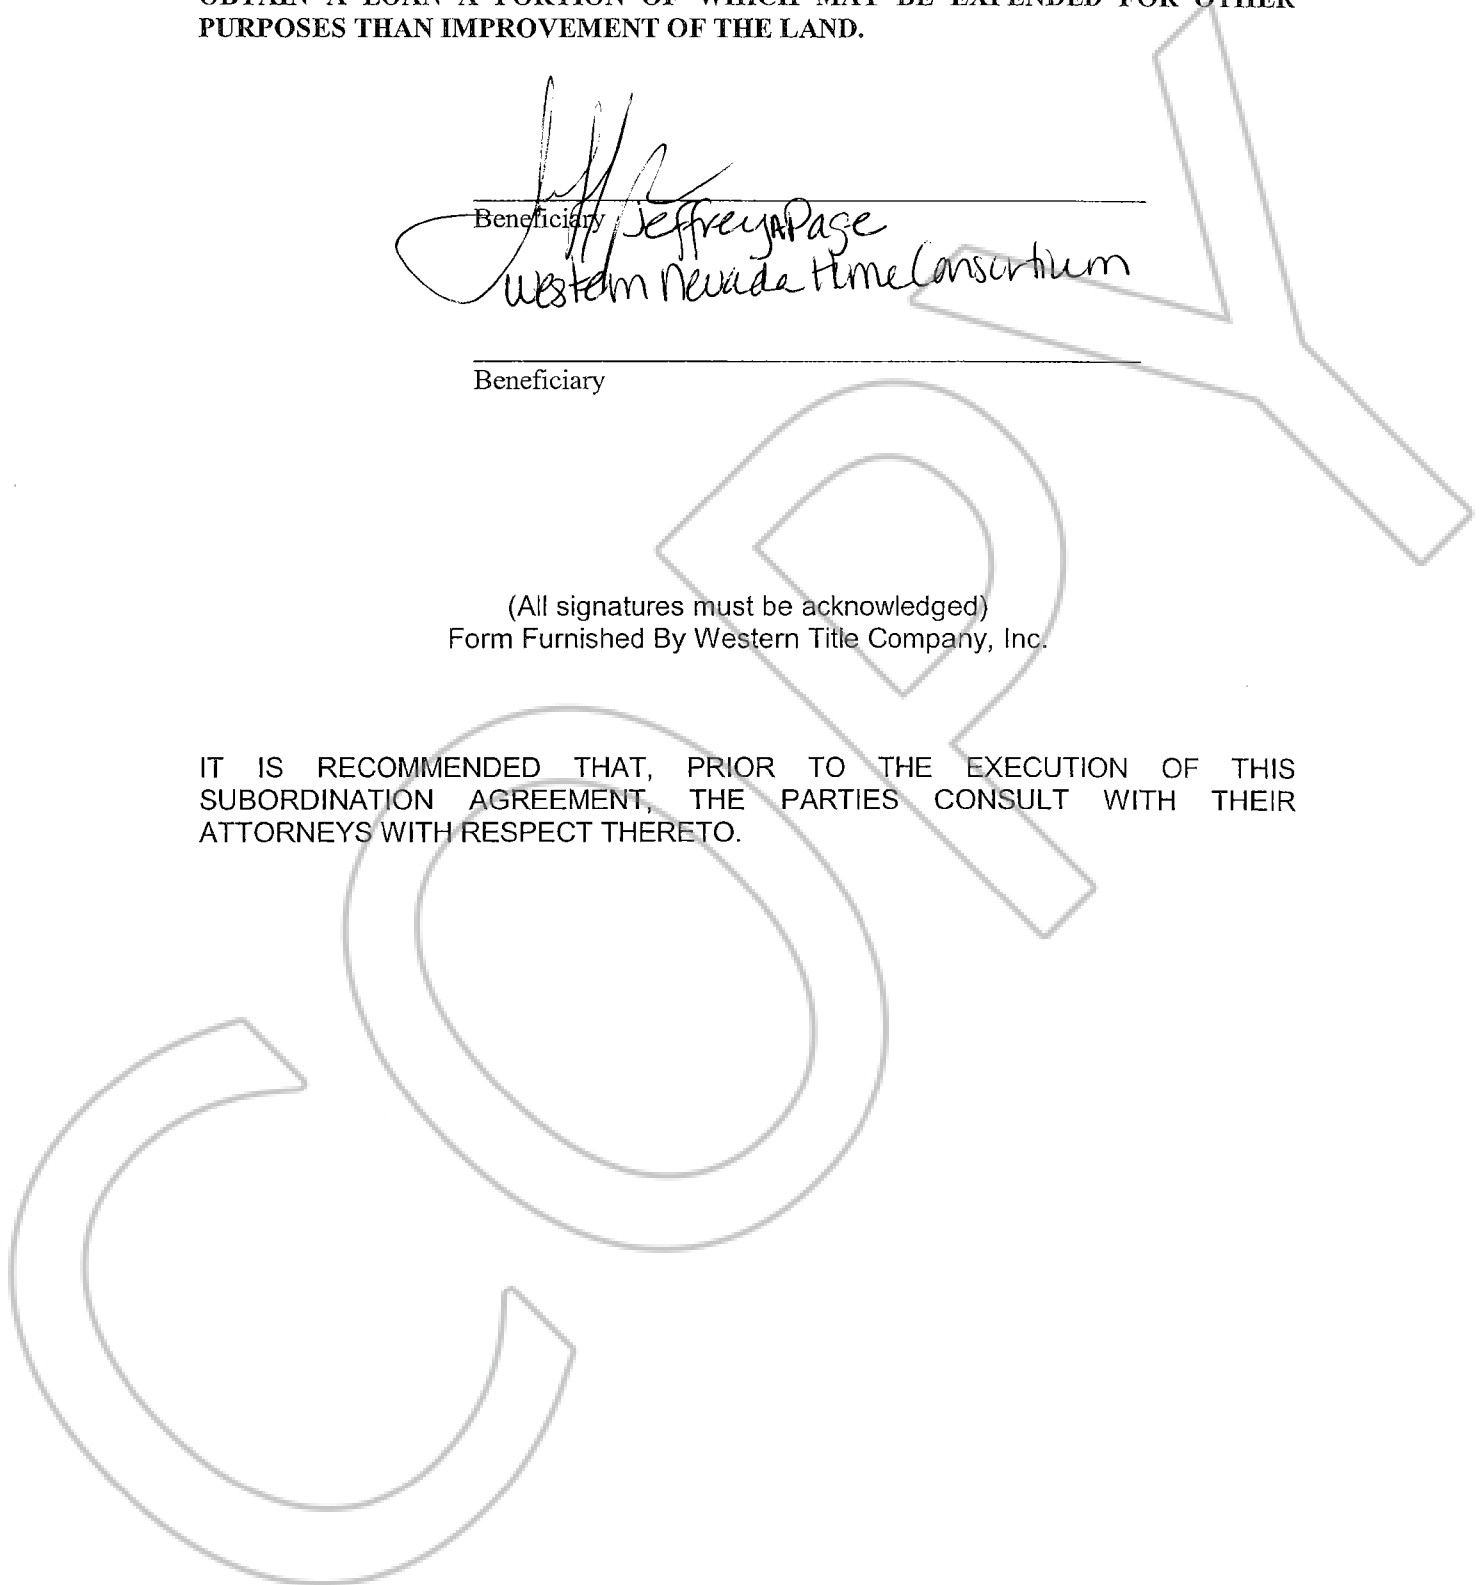 OBTAIN A LOAN A PORTION OF WHICH MAY BE EXPENDED FOR OTHER
PURPOSES THAN IMPROVEMENT OF THE LAND.
Beneficiary Jeffrey A Page
Western Nevada Home Consortium
Beneficiary
(All signatures must be acknowledged)
Form Furnished By Western Title Company, Inc.
IT IS RECOMMENDED THAT, PRIOR TO THE EXECUTION OF THIS
SUBORDINATION AGREEMENT, THE PARTIES CONSULT WITH THEIR
ATTORNEYS WITH RESPECT THERETO.
COPY